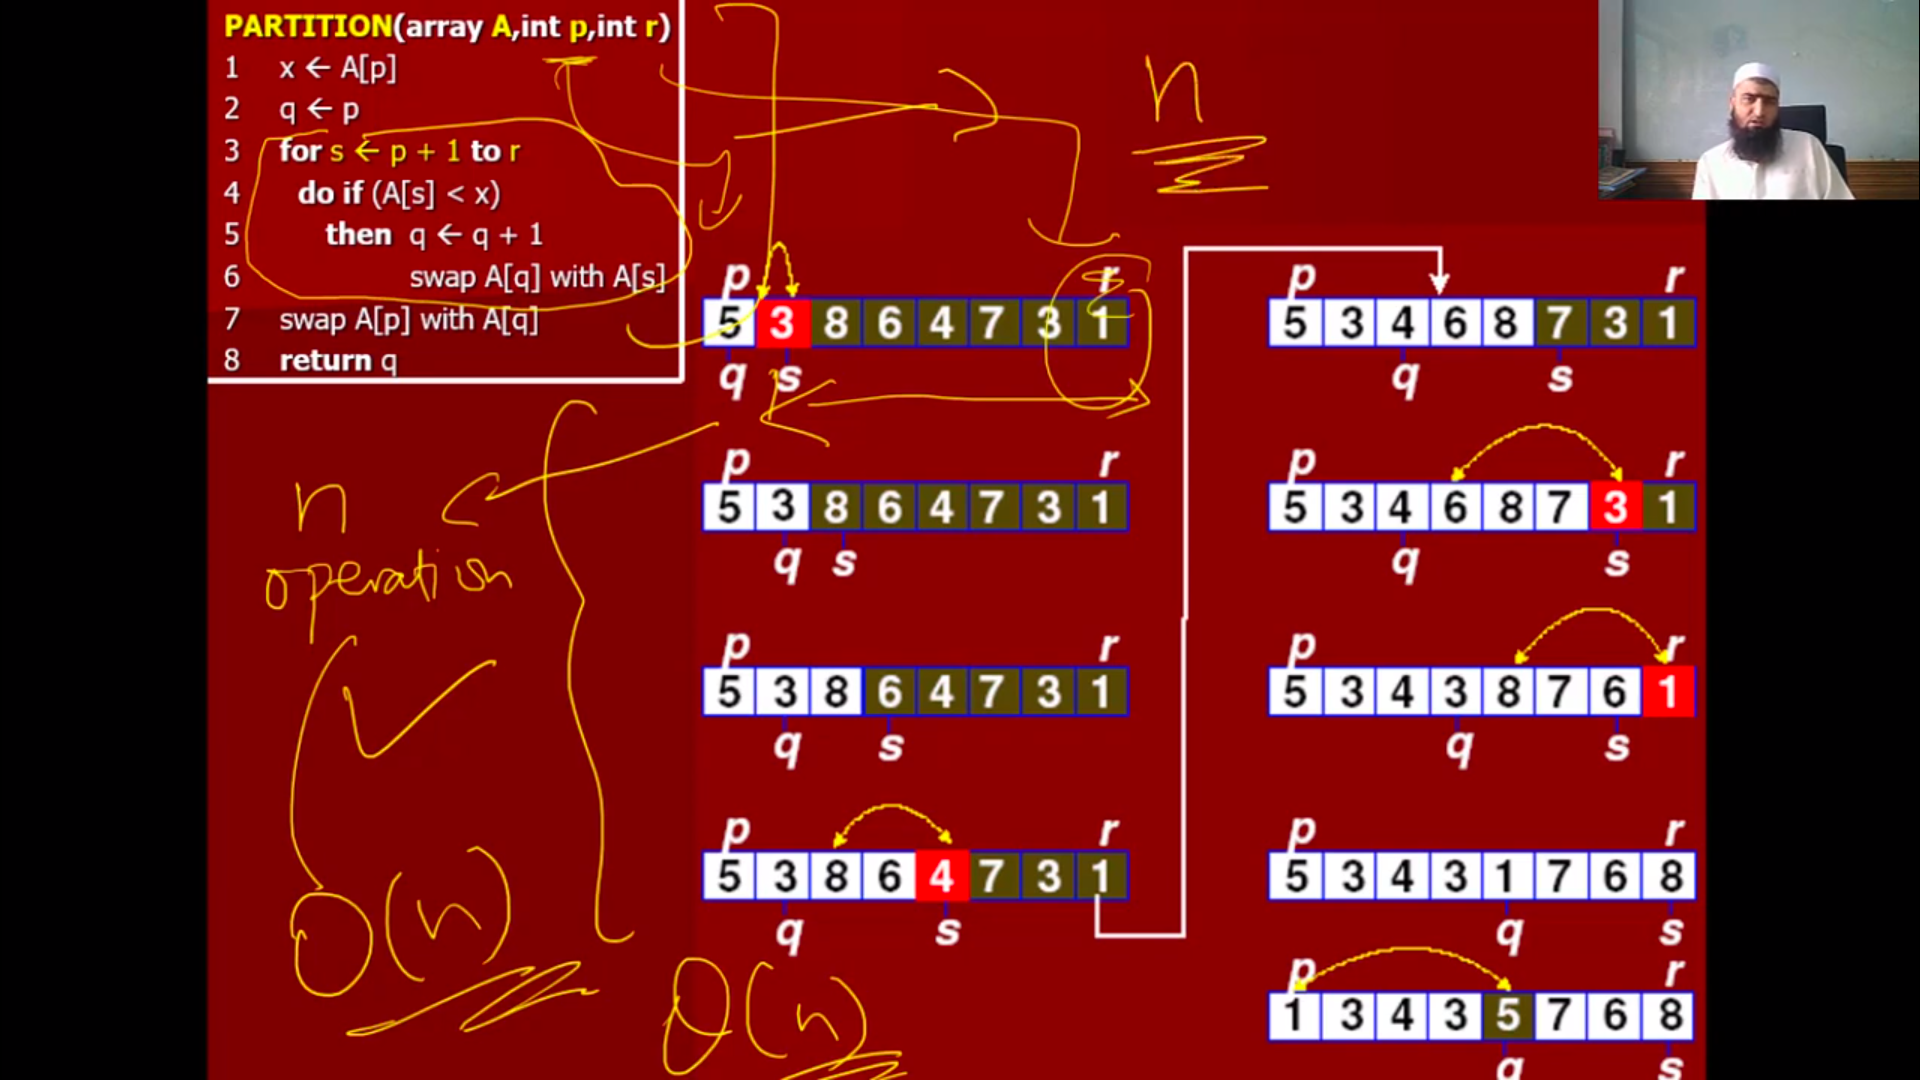 PARTITION(array A,int p,int r)
1 x ← A[p]
2 q ← p
3 for s ← p + 1 to r
4 do if (A[s] < x)
5 then q ← q + 1
6 swap A[q] with A[s]
7 swap A[p] with A[q]
8 return q
n
n
operation
O(n)
θ(n)
p r
5 3 8 6 4 7 3 1
q s
p r
5 3 8 6 4 7 3 1
q s
p r
5 3 8 6 4 7 3 1
q s
p r
5 3 8 6 4 7 3 1
q s
p r
5 3 4 6 8 7 3 1
q s
p r
5 3 4 6 8 7 3 1
q s
p r
5 3 4 3 8 7 6 1
q s
p r
5 3 4 3 1 7 6 8
q s
p r
1 3 4 3 5 7 6 8
q s